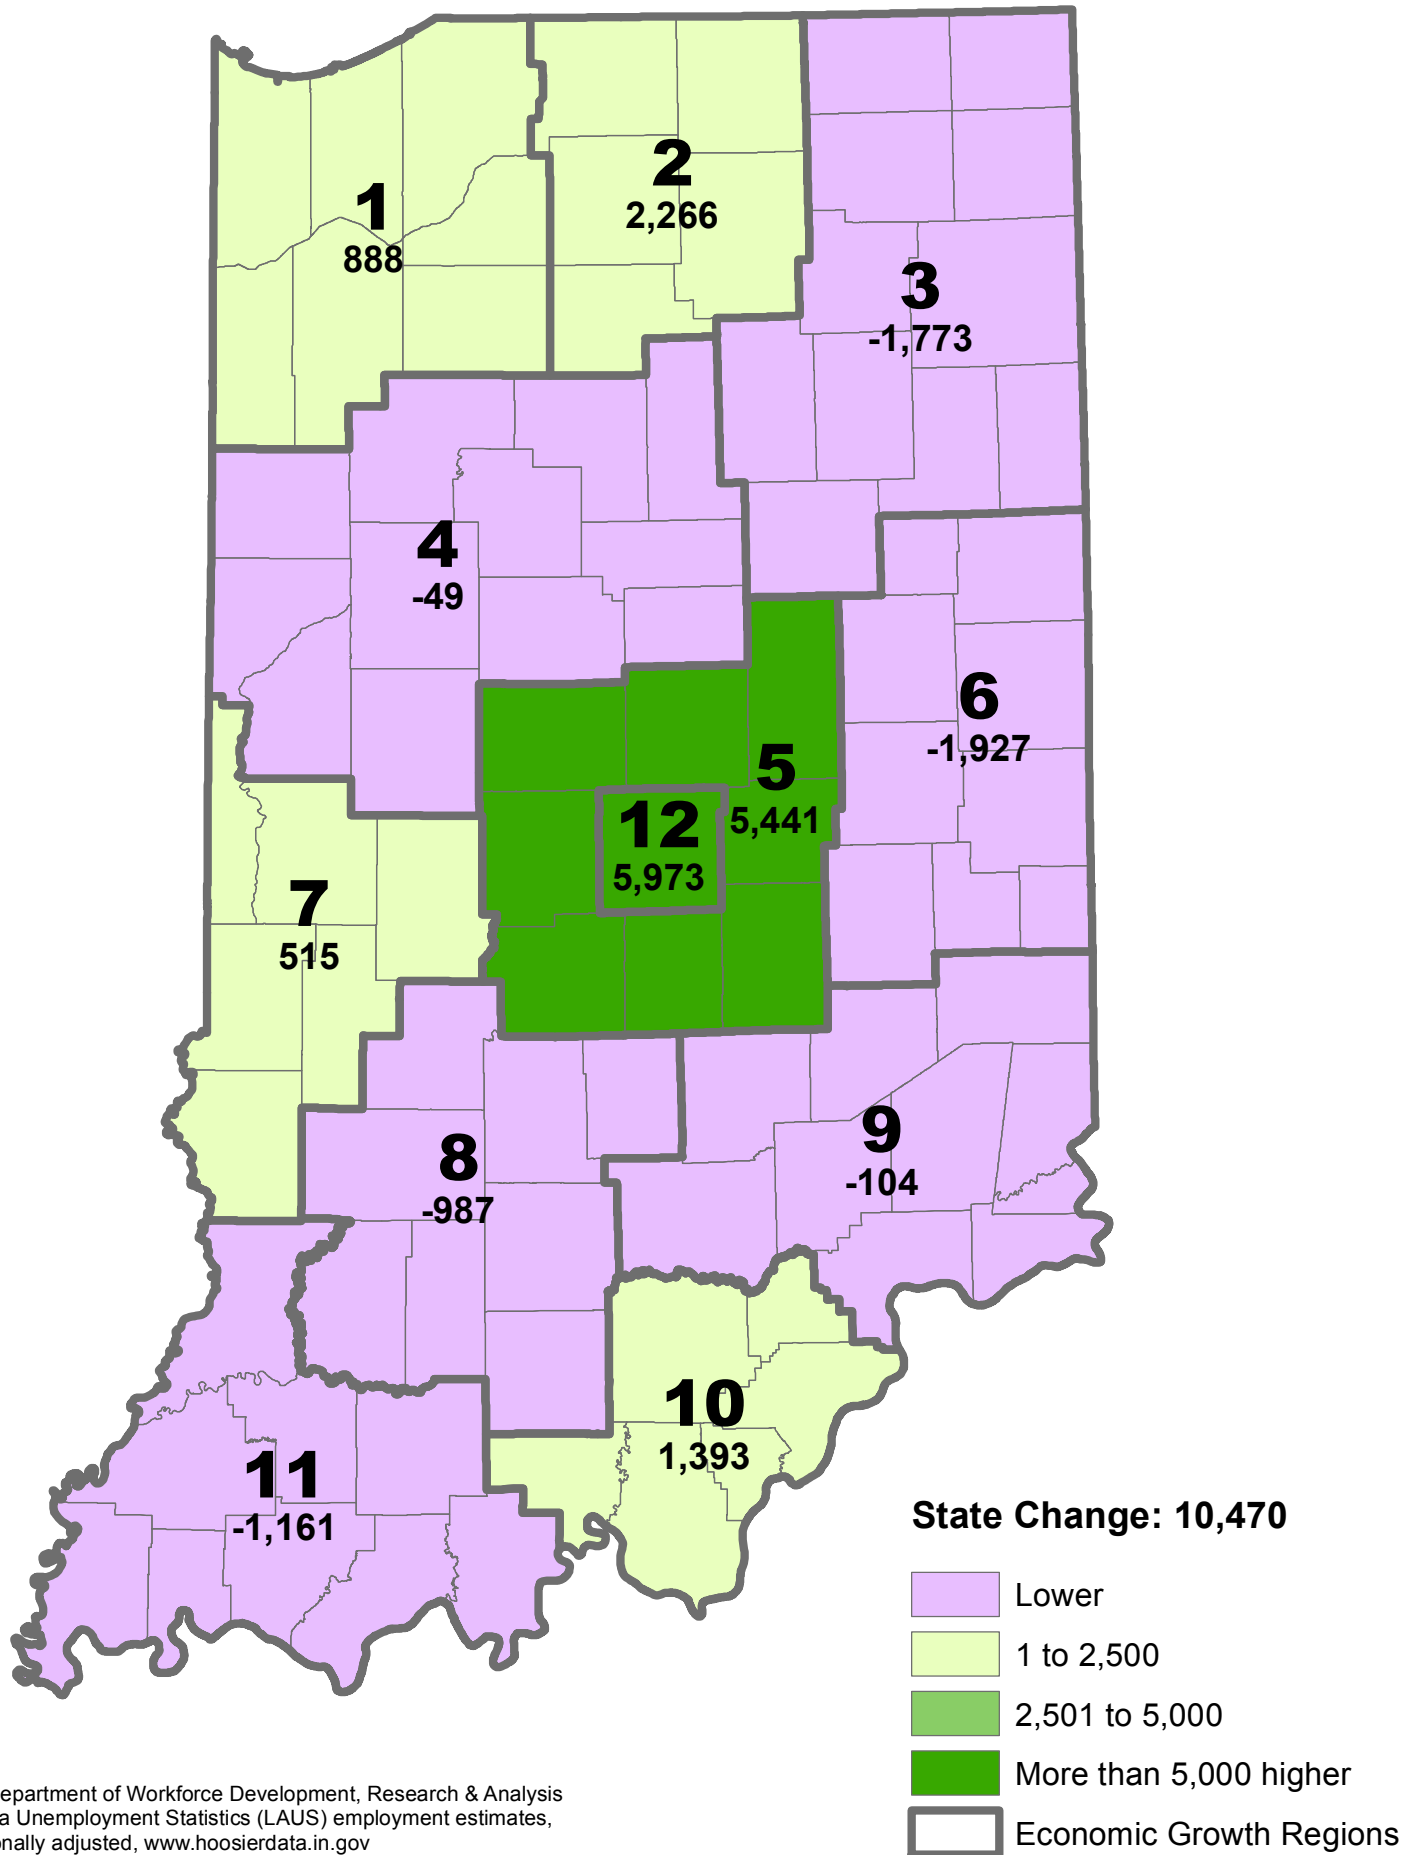 1
888
2
2,266
3
-1,773
4
-49
5
5,441
6
-1,927
12
5,973
7
515
8
-987
9
-104
10
1,393
11
-1,161
State Change: 10,470
Lower
1 to 2,500
2,501 to 5,000
More than 5,000 higher
Economic Growth Regions
epartment of Workforce Development, Research & Analysis
a Unemployment Statistics (LAUS) employment estimates,
onally adjusted, www.hoosierdata.in.gov